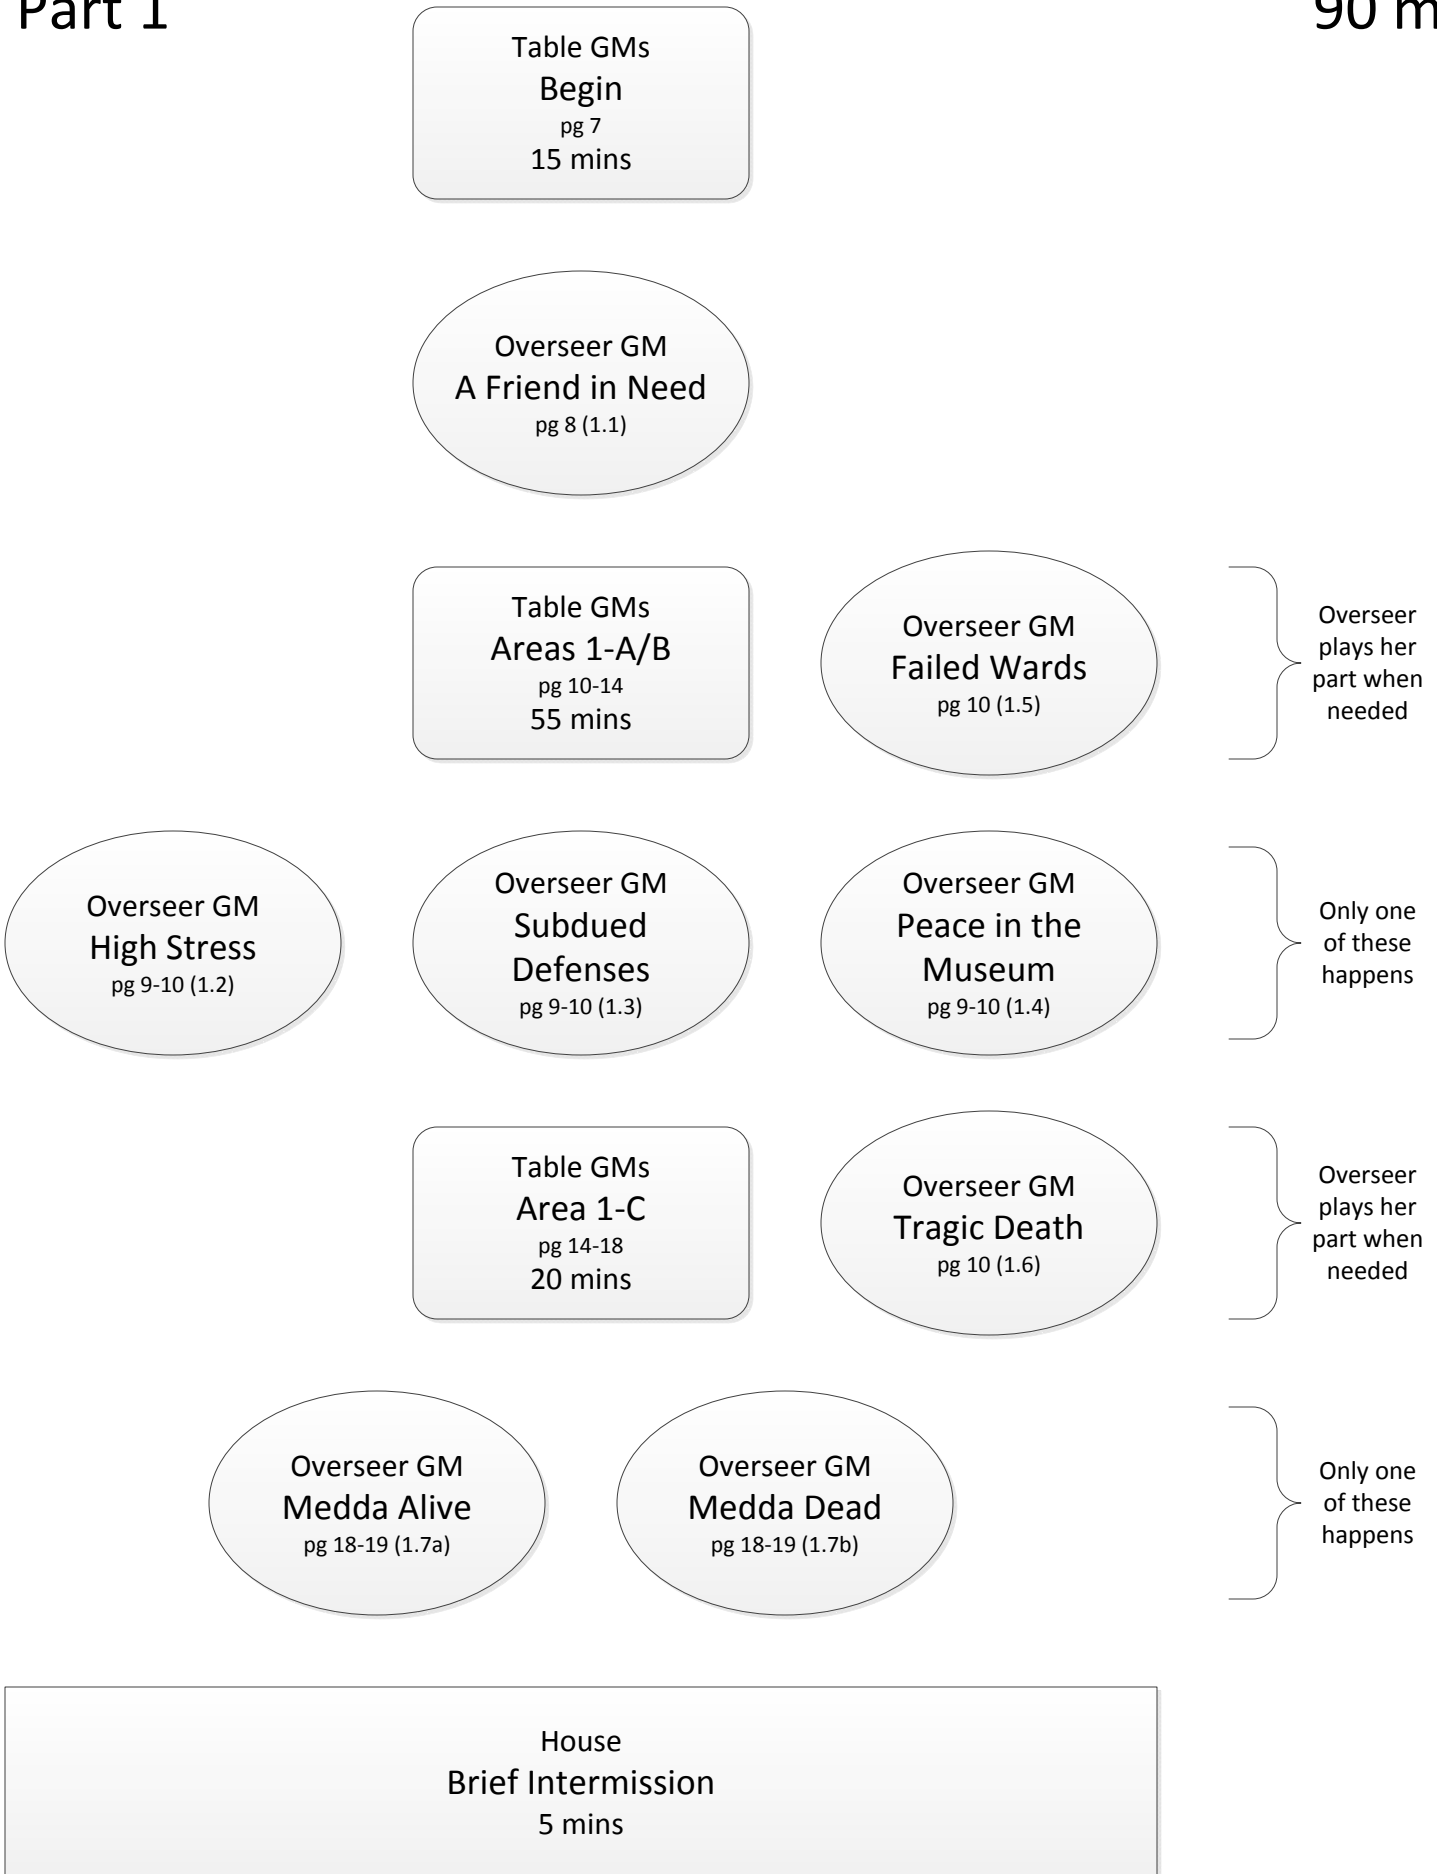 Part 1
90 m
Table GMs
Begin
pg 7
15 mins
Overseer GM
A Friend in Need
pg 8 (1.1)
Table GMs
Areas 1-A/B
pg 10-14
55 mins
Overseer GM
Failed Wards
pg 10 (1.5)
Overseer
plays her
part when
needed
Overseer GM
High Stress
pg 9-10 (1.2)
Overseer GM
Subdued
Defenses
pg 9-10 (1.3)
Overseer GM
Peace in the
Museum
pg 9-10 (1.4)
Only one
of these
happens
Table GMs
Area 1-C
pg 14-18
20 mins
Overseer GM
Tragic Death
pg 10 (1.6)
Overseer
plays her
part when
needed
Overseer GM
Medda Alive
pg 18-19 (1.7a)
Overseer GM
Medda Dead
pg 18-19 (1.7b)
Only one
of these
happens
House
Brief Intermission
5 mins